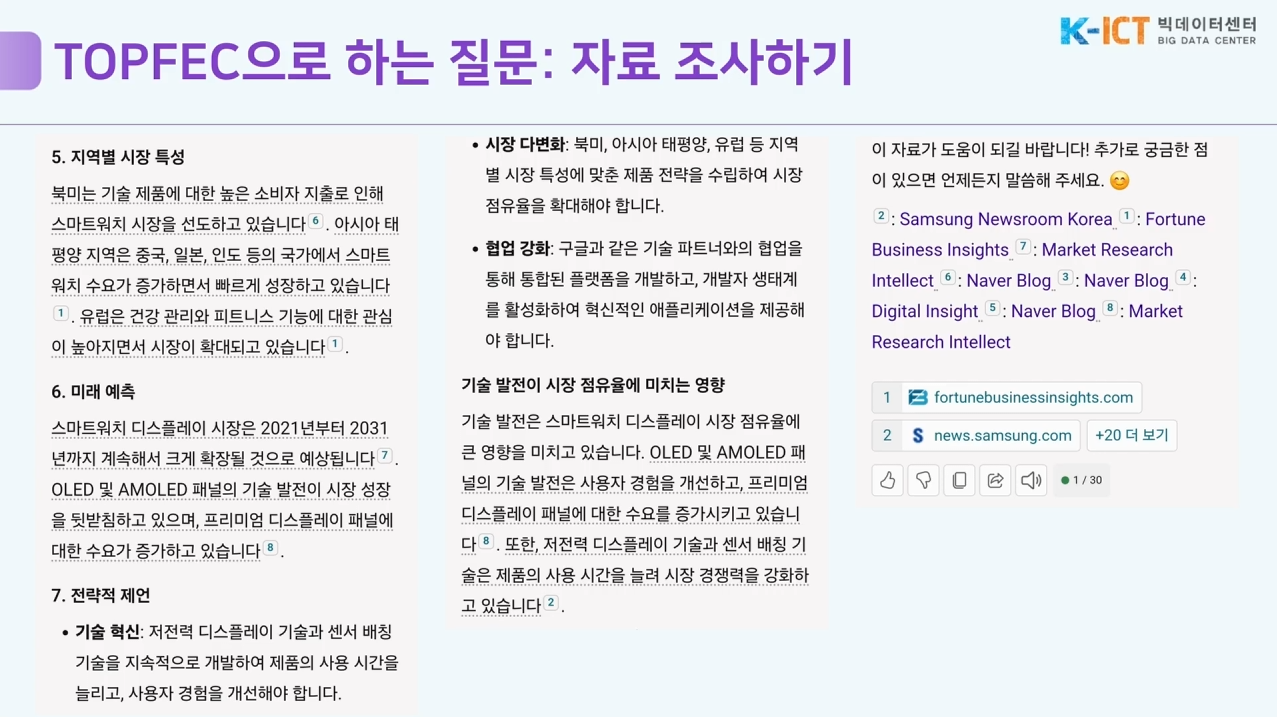 TOPFEC으로 하는 질문: 자료 조사하기
K-ICT 빅데이터센터
BIG DATA CENTER
5. 지역별 시장 특성
북미는 기술 제품에 대한 높은 소비자 지출로 인해
스마트워치 시장을 선도하고 있습니다 6 . 아시아 태
평양 지역은 중국, 일본, 인도 등의 국가에서 스마트
워치 수요가 증가하면서 빠르게 성장하고 있습니다
1 . 유럽은 건강 관리와 피트니스 기능에 대한 관심
이 높아지면서 시장이 확대되고 있습니다 1 .
6. 미래 예측
스마트워치 디스플레이 시장은 2021년부터 2031
년까지 계속해서 크게 확장될 것으로 예상됩니다 7 .
OLED 및 AMOLED 패널의 기술 발전이 시장 성장
을 뒷받침하고 있으며, 프리미엄 디스플레이 패널에
대한 수요가 증가하고 있습니다 8 .
7. 전략적 제언
• 기술 혁신: 저전력 디스플레이 기술과 센서 배칭
기술을 지속적으로 개발하여 제품의 사용 시간을
늘리고, 사용자 경험을 개선해야 합니다.
• 시장 다변화: 북미, 아시아 태평양, 유럽 등 지역
별 시장 특성에 맞춘 제품 전략을 수립하여 시장
점유율을 확대해야 합니다.
• 협업 강화: 구글과 같은 기술 파트너와의 협업을
통해 통합된 플랫폼을 개발하고, 개발자 생태계
를 활성화하여 혁신적인 애플리케이션을 제공해
야 합니다.
기술 발전이 시장 점유율에 미치는 영향
기술 발전은 스마트워치 디스플레이 시장 점유율에
큰 영향을 미치고 있습니다. OLED 및 AMOLED 패
널의 기술 발전은 사용자 경험을 개선하고, 프리미엄
디스플레이 패널에 대한 수요를 증가시키고 있습니
다 8 . 또한, 저전력 디스플레이 기술과 센서 배칭 기
술은 제품의 사용 시간을 늘려 시장 경쟁력을 강화하
고 있습니다 2 .
이 자료가 도움이 되길 바랍니다! 추가로 궁금한 점
이 있으면 언제든지 말씀해 주세요. 😊
2 : Samsung Newsroom Korea 1 : Fortune
Business Insights 7 : Market Research
Intellect 6 : Naver Blog 3 : Naver Blog 4 :
Digital Insight 5 : Naver Blog 8 : Market
Research Intellect
1 fortunebusinessinsights.com
2 news.samsung.com +20 더 보기
1 / 30